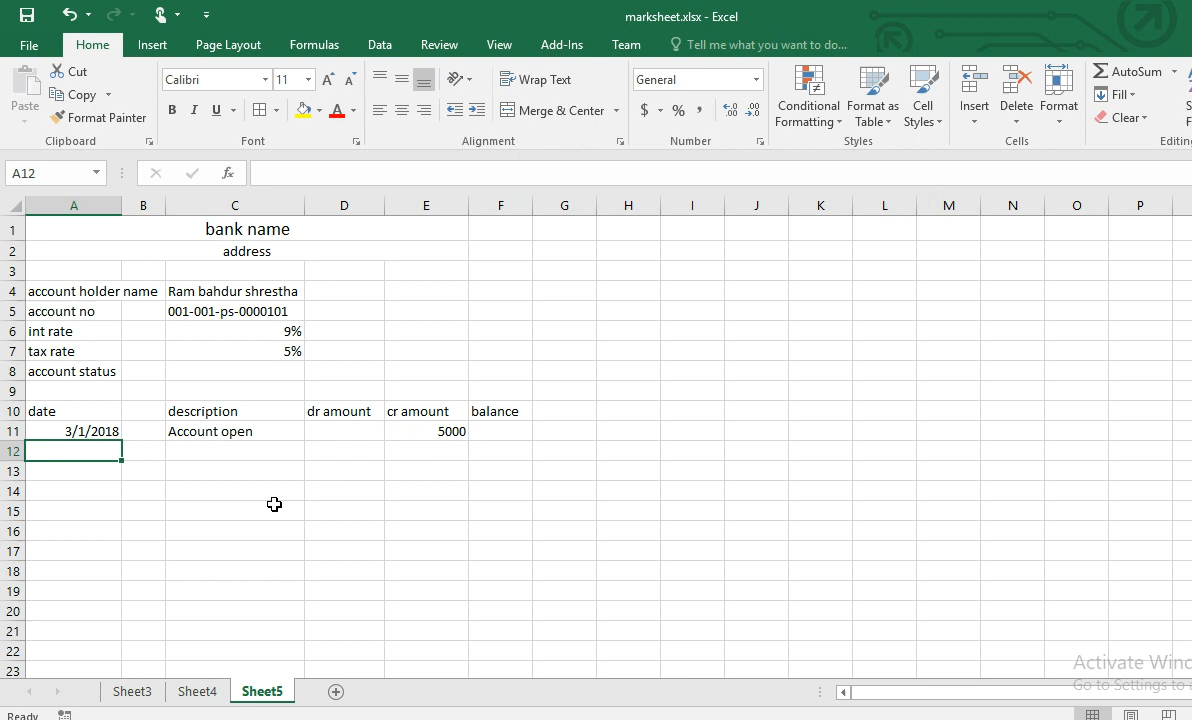 marksheet.xlsx - Excel
File Home Insert Page Layout Formulas Data Review View Add-Ins Team Tell me what you want to do...
Paste
Cut
Copy
Format Painter
Clipboard
Calibri 11
B I U A
Font
Wrap Text
Merge & Center
Alignment
General
$ % ,
Number
Conditional Formatting
Format as Table
Cell Styles
Styles
Insert Delete Format
Cells
AutoSum
Fill
Clear
A12
fx
A B C D E F G H I J K L M N O P
1 bank name
2 address
3
4 account holder name Ram bahdur shrestha
5 account no 001-001-ps-0000101
6 int rate 9%
7 tax rate 5%
8 account status
9
10 date description dr amount cr amount balance
11 3/1/2018 Account open 5000
12
13
14
15
16
17
18
19
20
21
22
23
Activate Winc
Go to Settings to
Sheet3 Sheet4 Sheet5
Ready